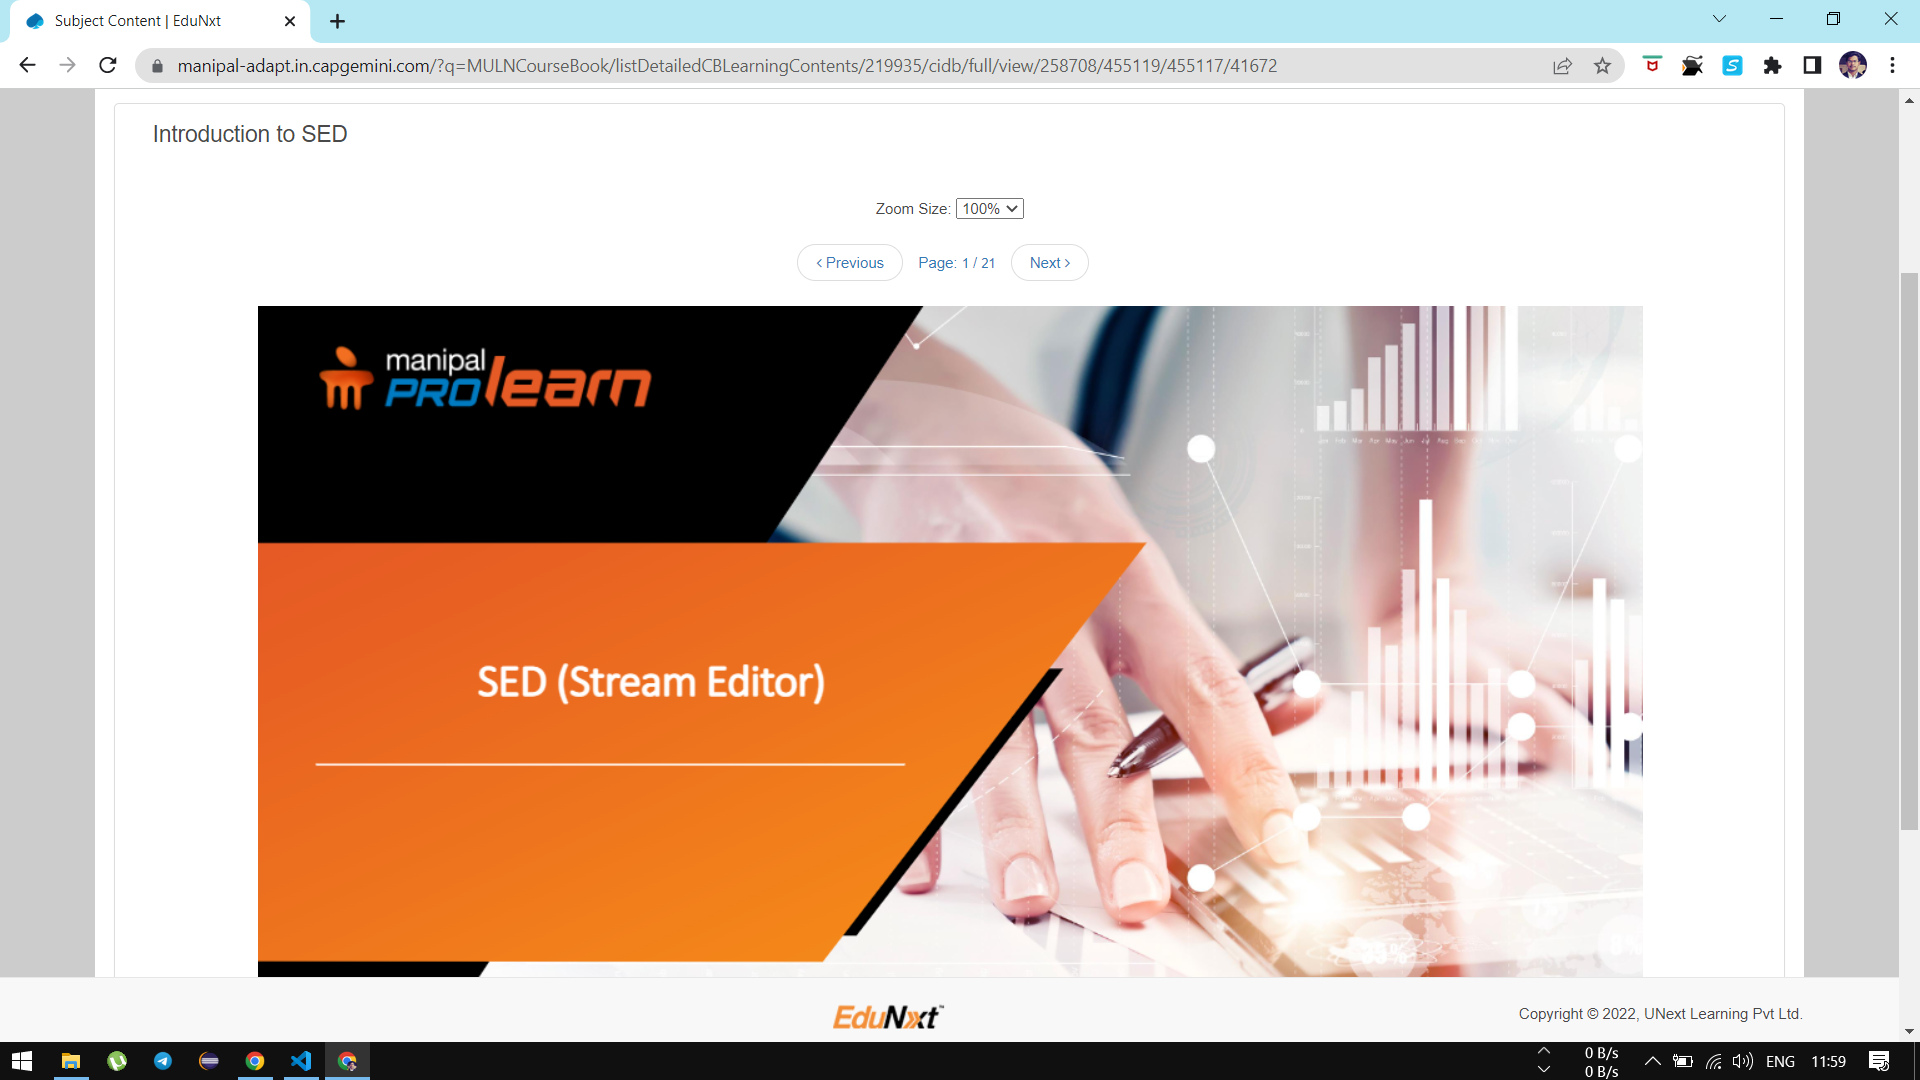 Subject Content | EduNxt
manipal-adapt.in.capgemini.com/?q=MULNCourseBook/listDetailedCBLearningContents/219935/cidb/full/view/258708/455119/455117/41672
Introduction to SED
Zoom Size: 100%
Previous Page: 1 / 21 Next
manipal
PROlearn
SED (Stream Editor)
EduNxt™
Copyright © 2022, UNext Learning Pvt Ltd.
0 B/s
0 B/s
ENG 11:59